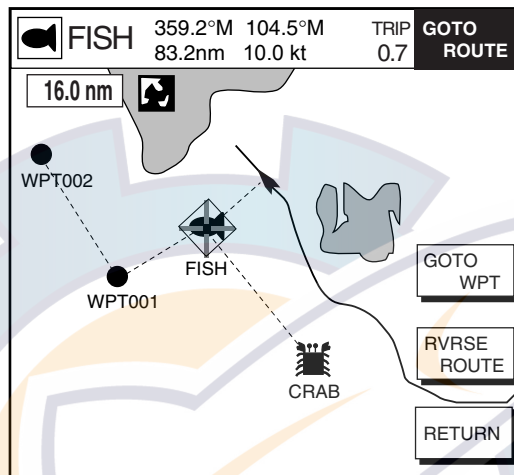 FISH
359.2°M 104.5°M
83.2nm 10.0 kt
TRIP
0.7
GOTO
ROUTE
16.0 nm
WPT002
FISH
WPT001
GOTO
WPT
RVRSE
ROUTE
CRAB
RETURN